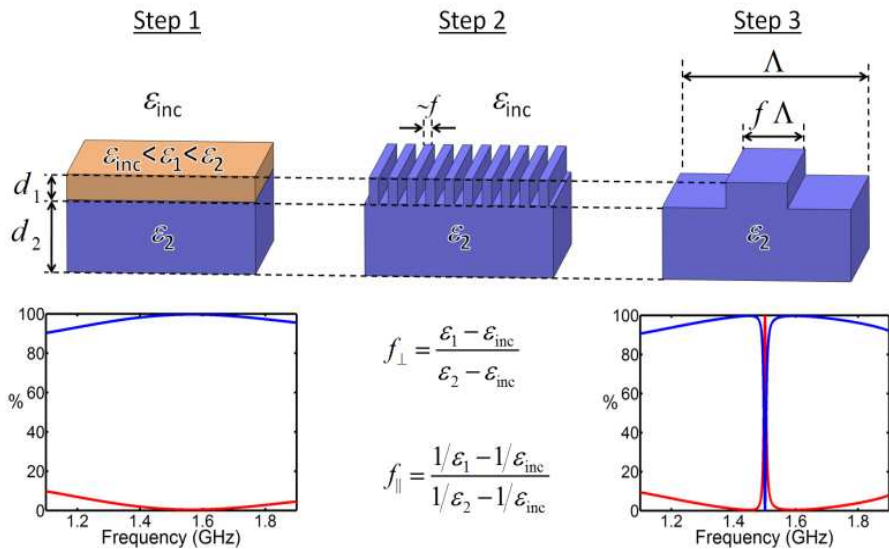 Step 1
Step 2
Step 3
ε_inc
~f
ε_inc
Λ
f Λ
ε_inc<ε_1<ε_2
d_1
d_2
ε_2
ε_2
ε_2
100
80
60
%
40
20
0
1.2 1.4 1.6 1.8
Frequency (GHz)
f_⊥ = (ε_1 − ε_inc) / (ε_2 − ε_inc)
f_∥ = (1/ε_1 − 1/ε_inc) / (1/ε_2 − 1/ε_inc)
100
80
60
%
40
20
0
1.2 1.4 1.6 1.8
Frequency (GHz)